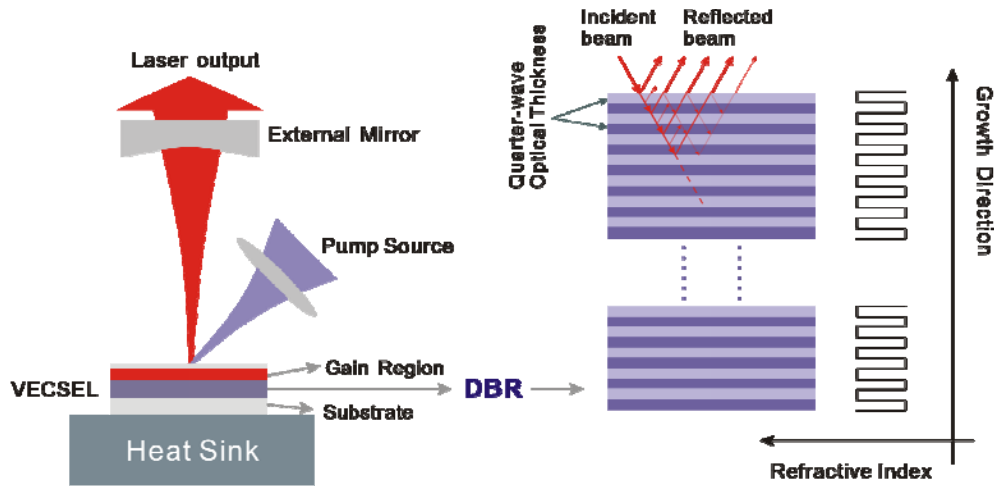 Laser output
External Mirror
Pump Source
Gain Region
VECSEL
Substrate
Heat Sink
DBR
Incident
beam
Reflected
beam
Quarter-wave
Optical Thickness
Growth Direction
Refractive Index